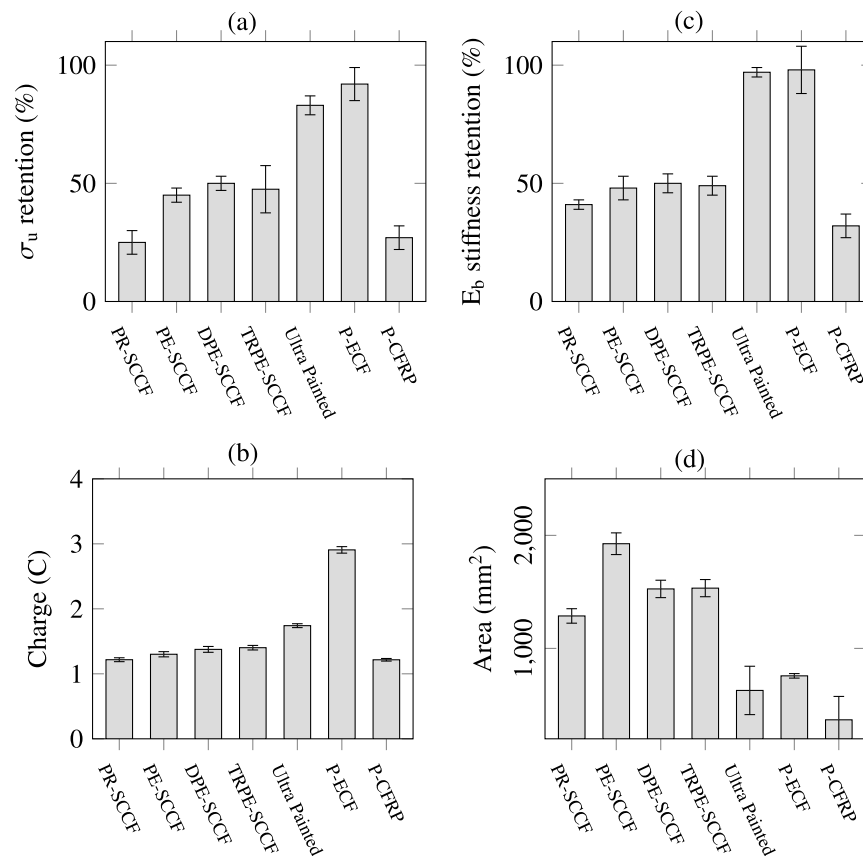 (a)
σu retention (%)
100
50
0
PR-SCCF
PE-SCCF
DPE-SCCF
TRPE-SCCF
Ultra Painted
P-ECF
P-CFRP
(c)
Eb stiffness retention (%)
100
50
0
PR-SCCF
PE-SCCF
DPE-SCCF
TRPE-SCCF
Ultra Painted
P-ECF
P-CFRP
(b)
Charge (C)
4
3
2
1
0
PR-SCCF
PE-SCCF
DPE-SCCF
TRPE-SCCF
Ultra Painted
P-ECF
P-CFRP
(d)
Area (mm²)
2,000
1,000
PR-SCCF
PE-SCCF
DPE-SCCF
TRPE-SCCF
Ultra Painted
P-ECF
P-CFRP